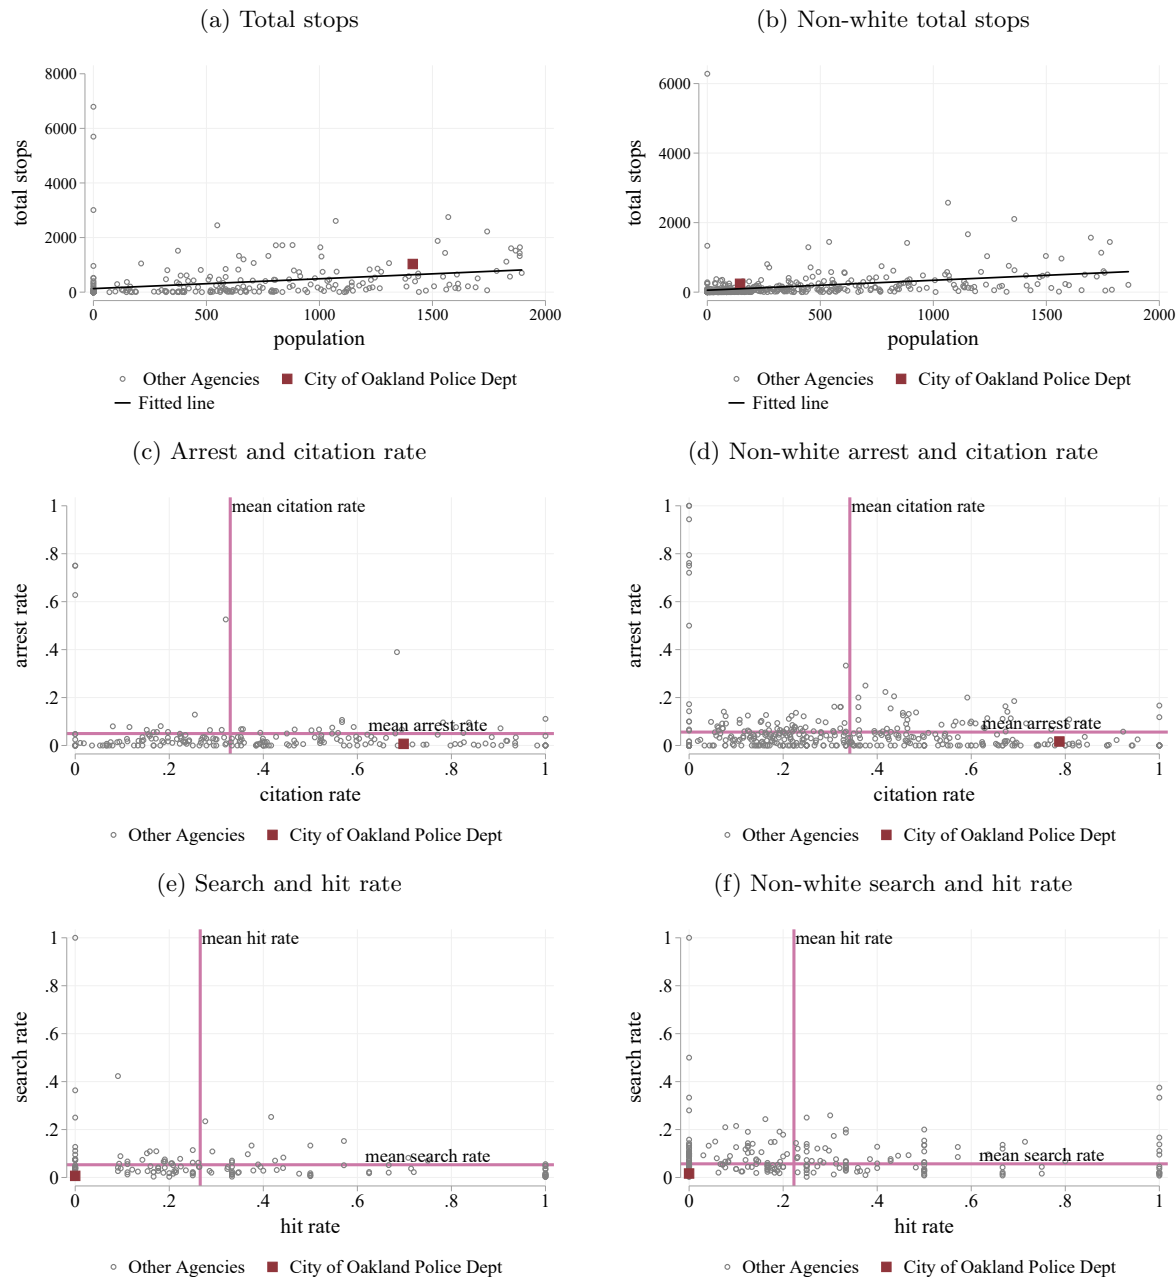 (a) Total stops
(b) Non-white total stops
8000
6000
4000
2000
0
total stops
0 500 1000 1500 2000
population
Other Agencies City of Oakland Police Dept
Fitted line
6000
4000
2000
0
total stops
0 500 1000 1500 2000
population
Other Agencies City of Oakland Police Dept
Fitted line
(c) Arrest and citation rate
(d) Non-white arrest and citation rate
1
.8
.6
.4
.2
0
arrest rate
mean citation rate
mean arrest rate
0 .2 .4 .6 .8 1
citation rate
Other Agencies City of Oakland Police Dept
1
.8
.6
.4
.2
0
arrest rate
mean citation rate
mean arrest rate
0 .2 .4 .6 .8 1
citation rate
Other Agencies City of Oakland Police Dept
(e) Search and hit rate
(f) Non-white search and hit rate
1
.8
.6
.4
.2
0
search rate
mean hit rate
mean search rate
0 .2 .4 .6 .8 1
hit rate
Other Agencies City of Oakland Police Dept
1
.8
.6
.4
.2
0
search rate
mean hit rate
mean search rate
0 .2 .4 .6 .8 1
hit rate
Other Agencies City of Oakland Police Dept